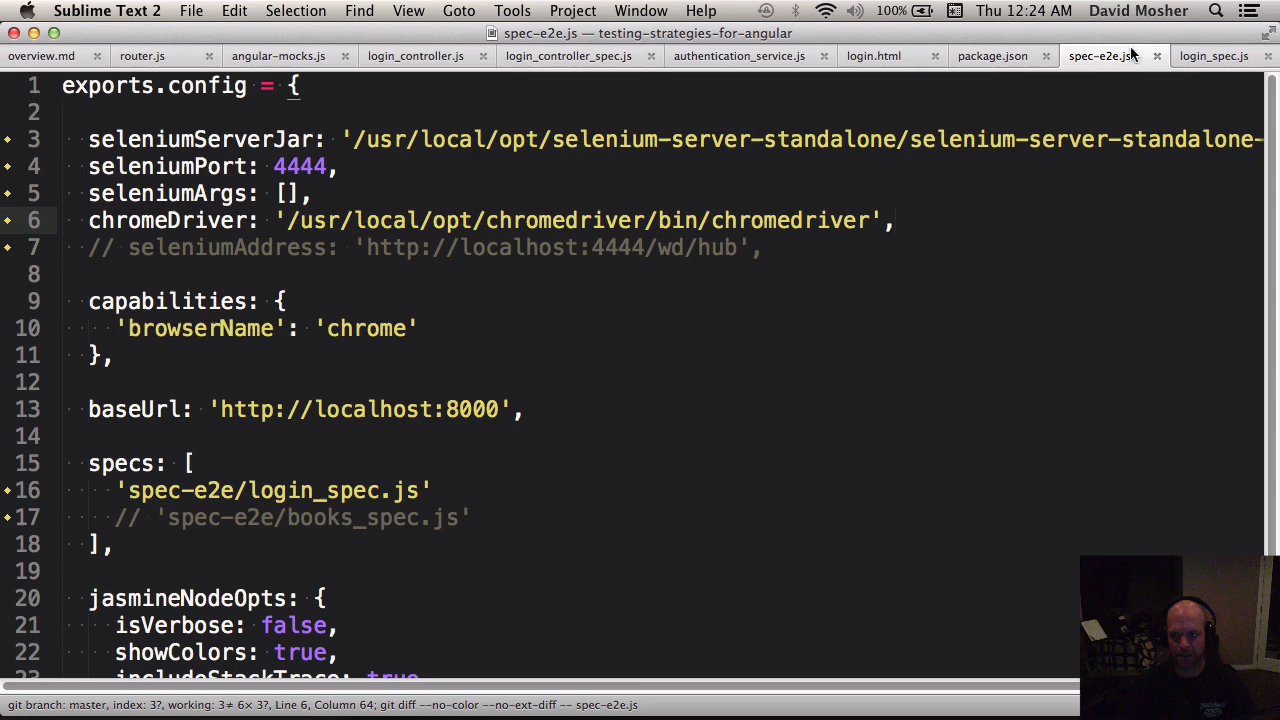 Sublime Text 2 File Edit Selection Find View Goto Tools Project Window Help 100% Thu 12:24 AM David Mosher
spec-e2e.js — testing-strategies-for-angular
overview.md router.js angular-mocks.js login_controller.js login_controller_spec.js authentication_service.js login.html package.json spec-e2e.js login_spec.js
1 exports.config = {
2
3 seleniumServerJar: '/usr/local/opt/selenium-server-standalone/selenium-server-standalone-
4 seleniumPort: 4444,
5 seleniumArgs: [],
6 chromeDriver: '/usr/local/opt/chromedriver/bin/chromedriver',
7 // seleniumAddress: 'http://localhost:4444/wd/hub',
8
9 capabilities: {
10 'browserName': 'chrome'
11 },
12
13 baseUrl: 'http://localhost:8000',
14
15 specs: [
16 'spec-e2e/login_spec.js'
17 // 'spec-e2e/books_spec.js'
18 ],
19
20 jasmineNodeOpts: {
21 isVerbose: false,
22 showColors: true,
23 includeStackTrace: true
git branch: master, index: 3?, working: 3≠ 6× 3?, Line 6, Column 64; git diff --no-color --no-ext-diff -- spec-e2e.js